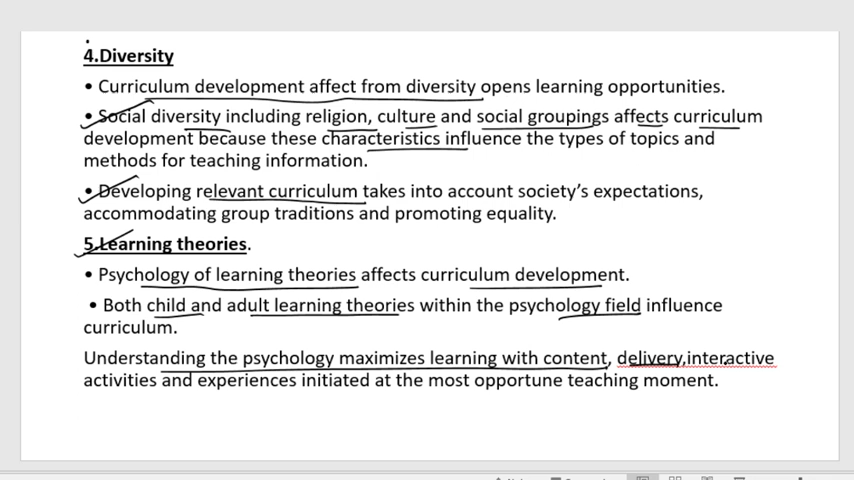 4.Diversity
• Curriculum development affect from diversity opens learning opportunities.
• Social diversity including religion, culture and social groupings affects curriculum
development because these characteristics influence the types of topics and
methods for teaching information.
• Developing relevant curriculum takes into account society’s expectations,
accommodating group traditions and promoting equality.
5.Learning theories.
• Psychology of learning theories affects curriculum development.
• Both child and adult learning theories within the psychology field influence
curriculum.
Understanding the psychology maximizes learning with content, delivery,interactive
activities and experiences initiated at the most opportune teaching moment.